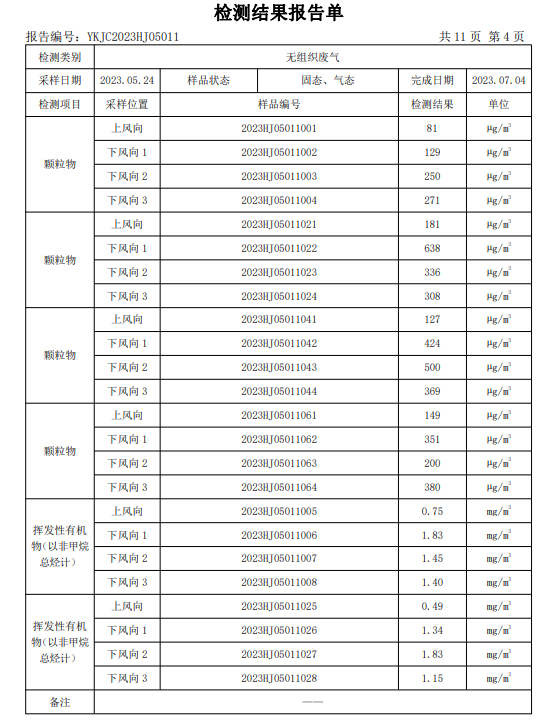 检测结果报告单
报告编号：YKJC2023HJ05011 共 11 页 第 4 页
检测类别 无组织废气
采样日期 2023.05.24 样品状态 固态、气态 完成日期 2023.07.04
检测项目 采样位置 样品编号 检测结果 单位
颗粒物
上风向 2023HJ05011001 81 μg/m³
下风向 1 2023HJ05011002 129 μg/m³
下风向 2 2023HJ05011003 250 μg/m³
下风向 3 2023HJ05011004 271 μg/m³
颗粒物
上风向 2023HJ05011021 181 μg/m³
下风向 1 2023HJ05011022 638 μg/m³
下风向 2 2023HJ05011023 336 μg/m³
下风向 3 2023HJ05011024 308 μg/m³
颗粒物
上风向 2023HJ05011041 127 μg/m³
下风向 1 2023HJ05011042 424 μg/m³
下风向 2 2023HJ05011043 500 μg/m³
下风向 3 2023HJ05011044 369 μg/m³
颗粒物
上风向 2023HJ05011061 149 μg/m³
下风向 1 2023HJ05011062 351 μg/m³
下风向 2 2023HJ05011063 200 μg/m³
下风向 3 2023HJ05011064 380 μg/m³
挥发性有机
物（以非甲烷
总烃计）
上风向 2023HJ05011005 0.75 mg/m³
下风向 1 2023HJ05011006 1.83 mg/m³
下风向 2 2023HJ05011007 1.45 mg/m³
下风向 3 2023HJ05011008 1.40 mg/m³
挥发性有机
物（以非甲烷
总烃计）
上风向 2023HJ05011025 0.49 mg/m³
下风向 1 2023HJ05011026 1.34 mg/m³
下风向 2 2023HJ05011027 1.83 mg/m³
下风向 3 2023HJ05011028 1.15 mg/m³
备注 ——